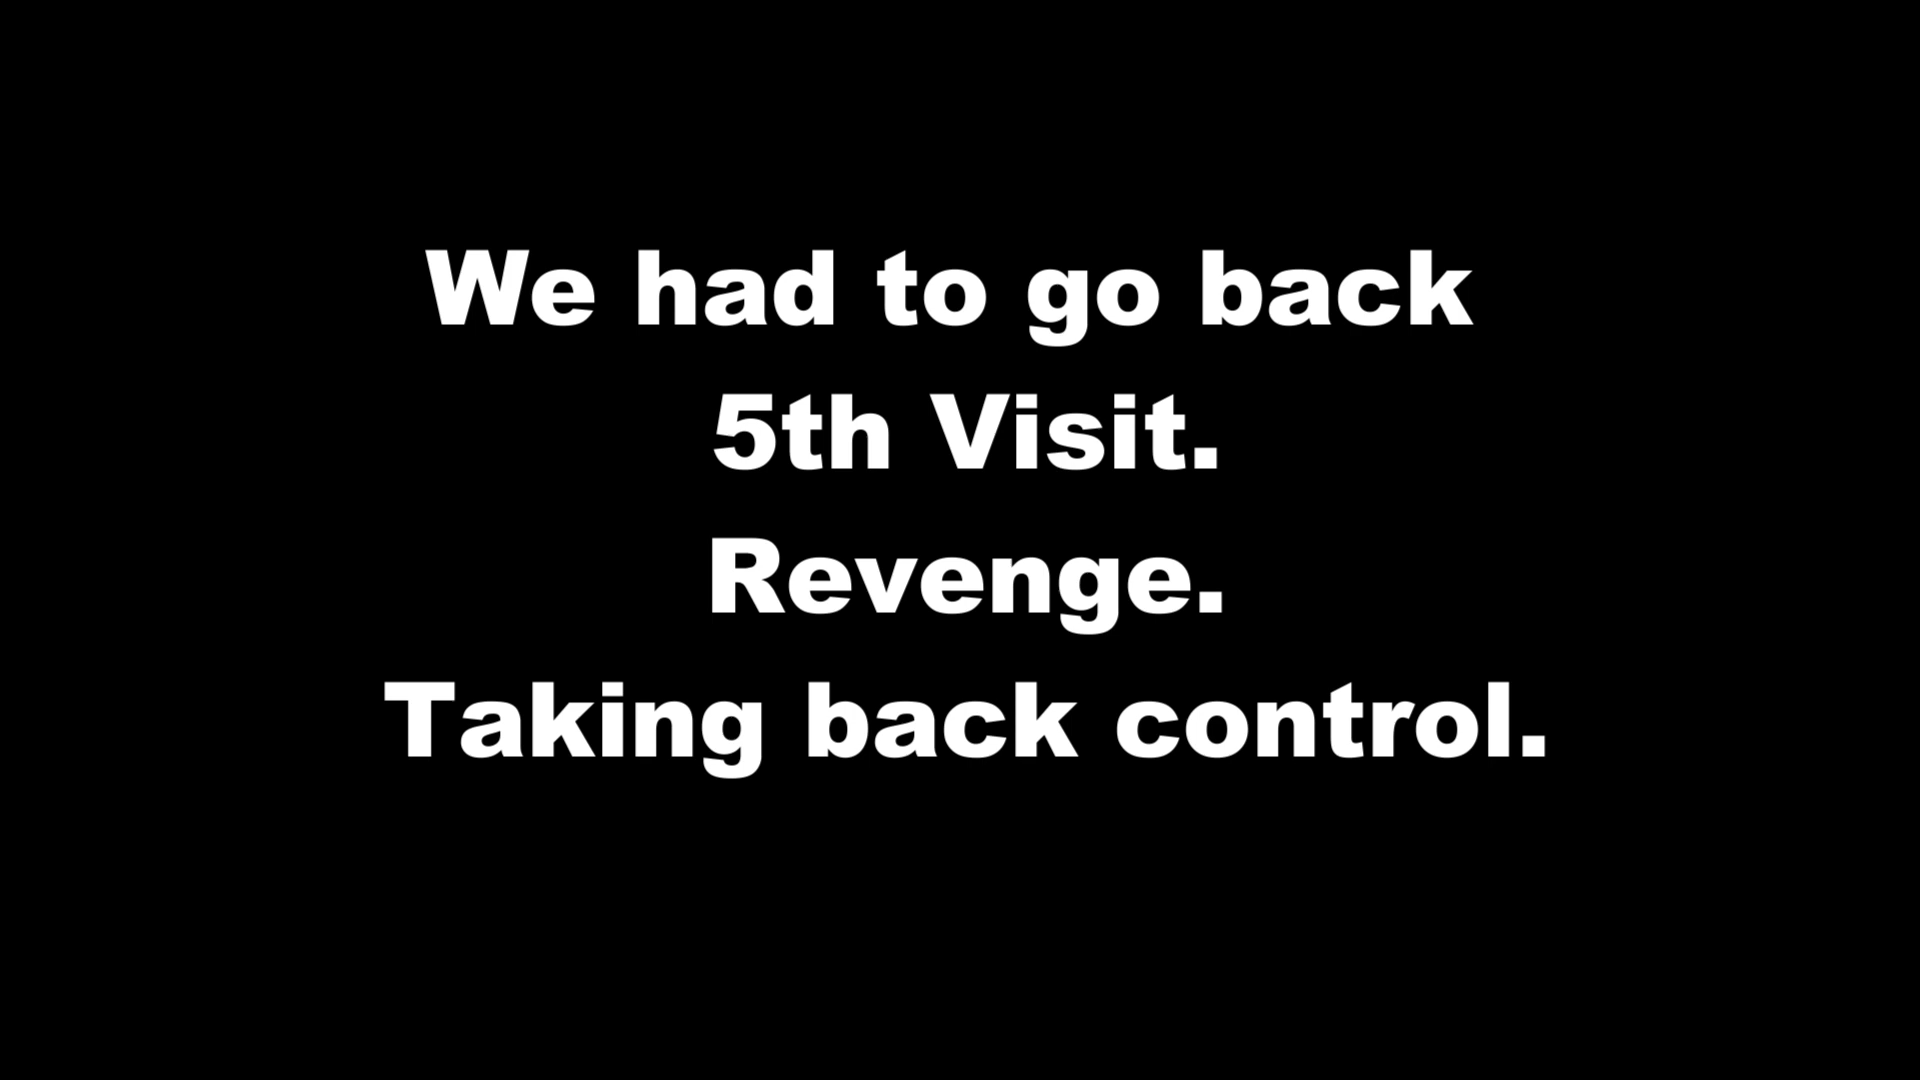 We had to go back
5th Visit.
Revenge.
Taking back control.